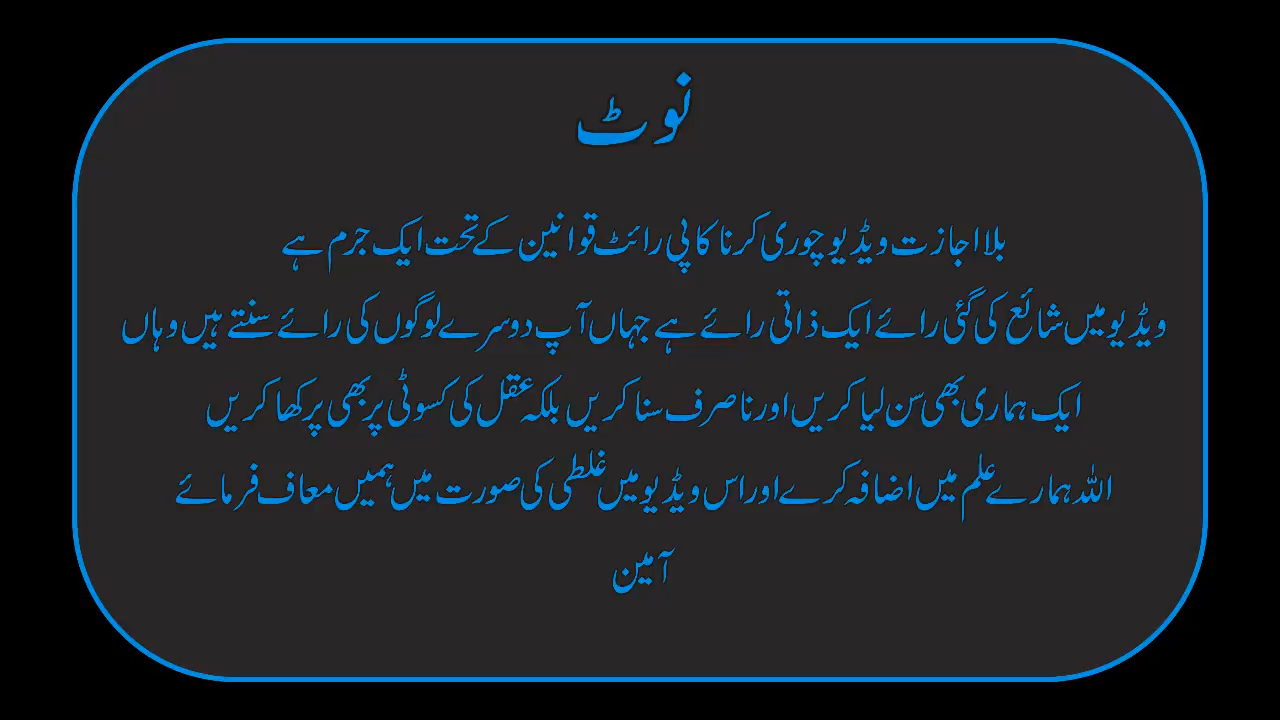 نوٹ
بلا اجازت ویڈیو چوری کرنا کاپی رائٹ قوانین کے تحت ایک جرم ہے
ویڈیو میں شائع کی گئی رائے ایک ذاتی رائے ہے جہاں آپ دوسرے لوگوں کی رائے سنتے ہیں وہاں
ایک ہماری بھی سن لیا کریں اور نا صرف سنا کریں بلکہ عقل کی کسوٹی پر بھی پرکھا کریں
اللہ ہمارے علم میں اضافہ کرے اور اس ویڈیو میں غلطی کی صورت میں ہمیں معاف فرمائے
آمین